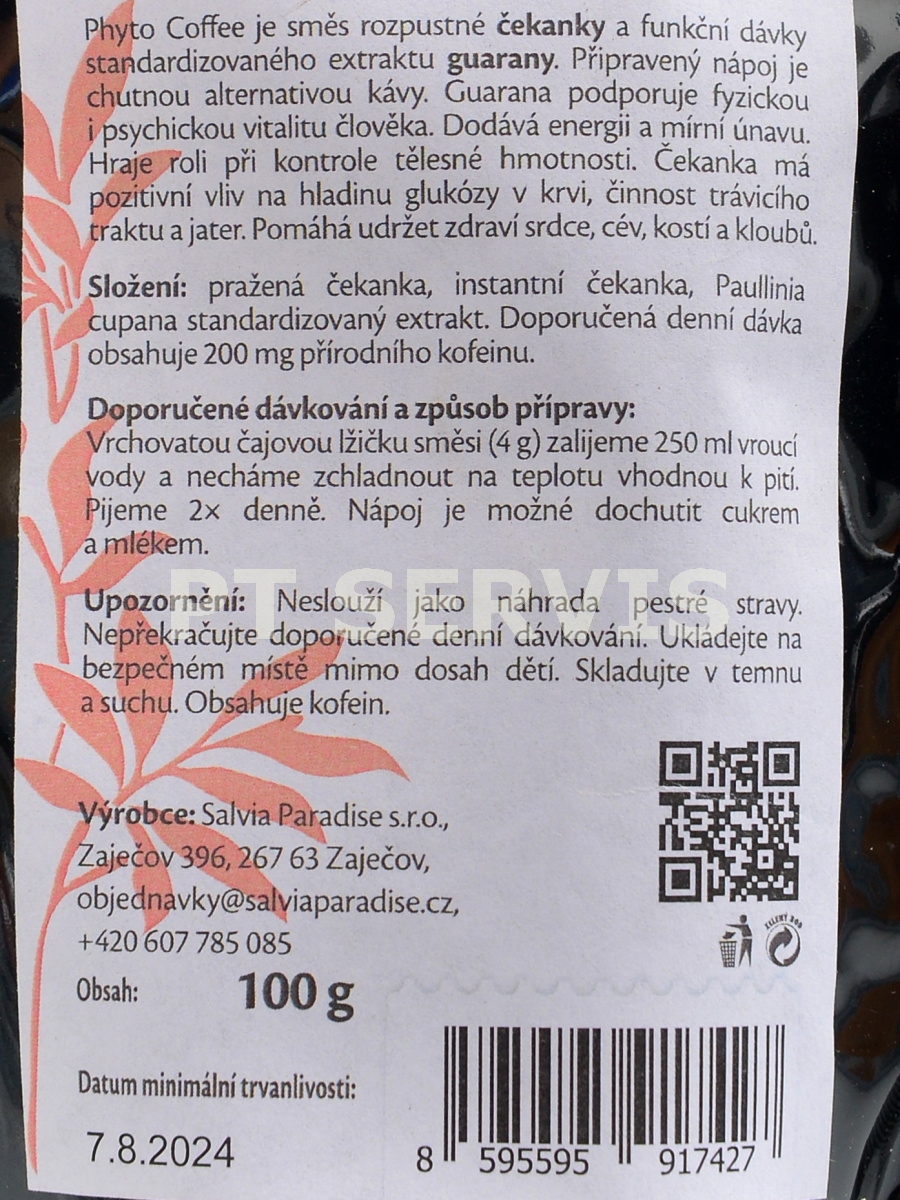 Phyto Coffee je směs rozpustné čekanky a funkční dávky
standardizovaného extraktu guarany. Připravený nápoj je
chutnou alternativou kávy. Guarana podporuje fyzickou
i psychickou vitalitu člověka. Dodává energii a mírní únavu.
Hraje roli při kontrole tělesné hmotnosti. Čekanka má
pozitivní vliv na hladinu glukózy v krvi, činnost trávicího
traktu a jater. Pomáhá udržet zdraví srdce, cév, kostí a kloubů.
Složení: pražená čekanka, instantní čekanka, Paullinia
cupana standardizovaný extrakt. Doporučená denní dávka
obsahuje 200 mg přírodního kofeinu.
Doporučené dávkování a způsob přípravy:
Vrchovatou čajovou lžičku směsi (4 g) zalijeme 250 ml vroucí
vody a necháme zchladnout na teplotu vhodnou k pití.
Pijeme 2x denně. Nápoj je možné dochutit cukrem
a mlékem.
PT SERVIS
Upozornění: Neslouží jako náhrada pestré stravy.
Nepřekračujte doporučené denní dávkování. Ukládejte na
bezpečném místě mimo dosah dětí. Skladujte v temnu
a suchu. Obsahuje kofein.
Výrobce: Salvia Paradise s.r.o.,
Zaječov 396, 267 63 Zaječov,
objednavky@salviaparadise.cz,
+420 607 785 085
ZELENÝ BOD
Obsah: 100 g
Datum minimální trvanlivosti:
7.8.2024
8 595595 917427